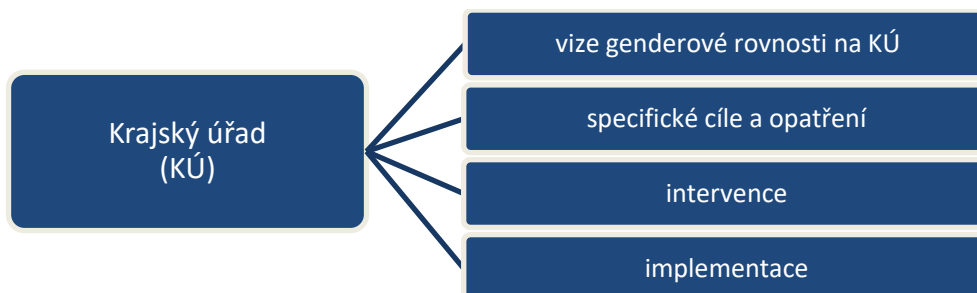 Krajský úřad
(KÚ)
vize genderové rovnosti na KÚ
specifické cíle a opatření
intervence
implementace